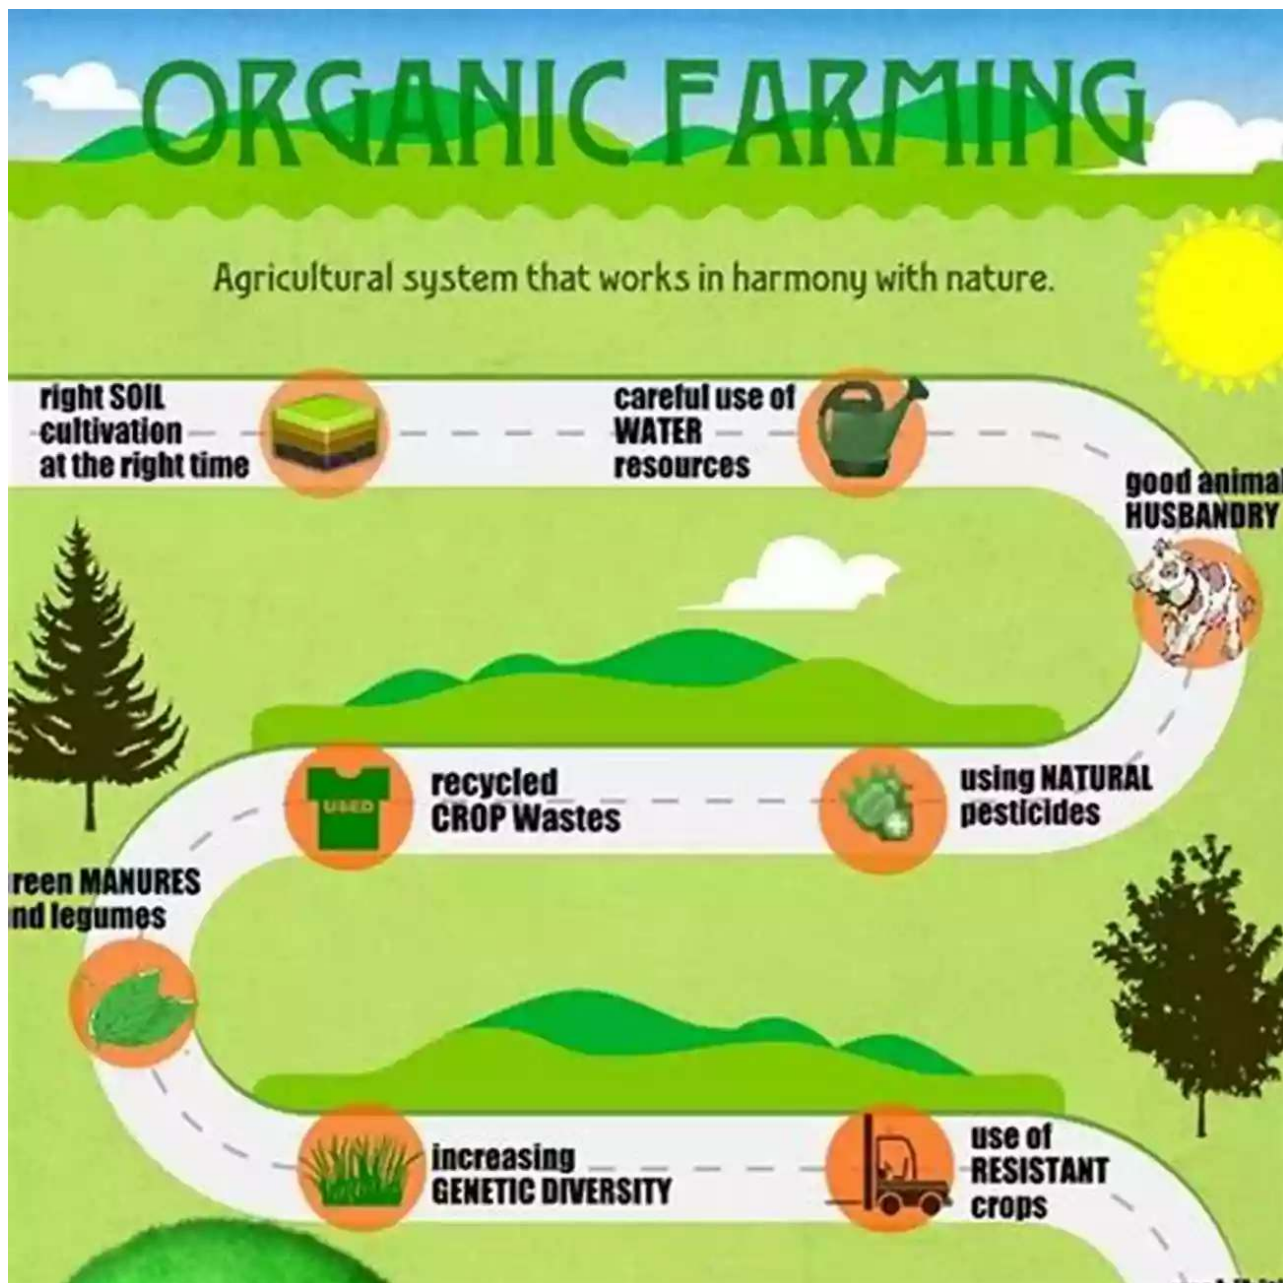 ORGANIC FARMING
Agricultural system that works in harmony with nature.
right SOIL
cultivation
at the right time
careful use of
WATER
resources
good animal
HUSBANDRY
using NATURAL
pesticides
USED
recycled
CROP Wastes
reen MANURES
nd legumes
increasing
GENETIC DIVERSITY
use of
RESISTANT
crops